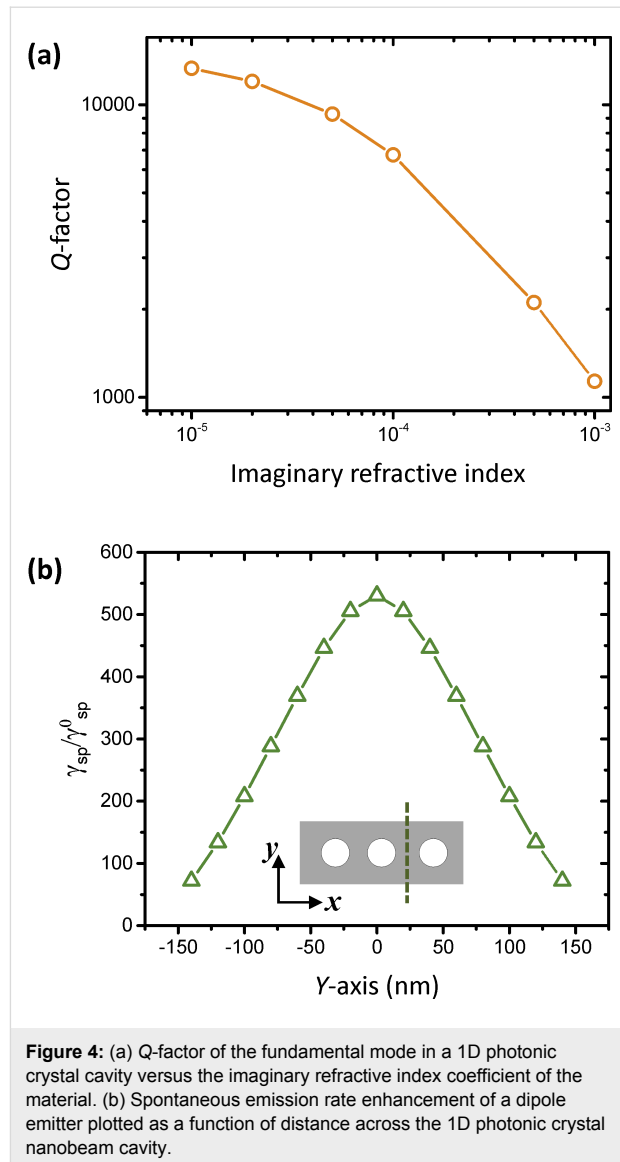 (a)
10000
1000
Q-factor
10⁻⁵ 10⁻⁴ 10⁻³
Imaginary refractive index
(b)
600
500
400
300
200
100
0
γsp/γ⁰sp
y
x
-150 -100 -50 0 50 100 150
Y-axis (nm)
Figure 4: (a) Q-factor of the fundamental mode in a 1D photonic
crystal cavity versus the imaginary refractive index coefficient of the
material. (b) Spontaneous emission rate enhancement of a dipole
emitter plotted as a function of distance across the 1D photonic crystal
nanobeam cavity.